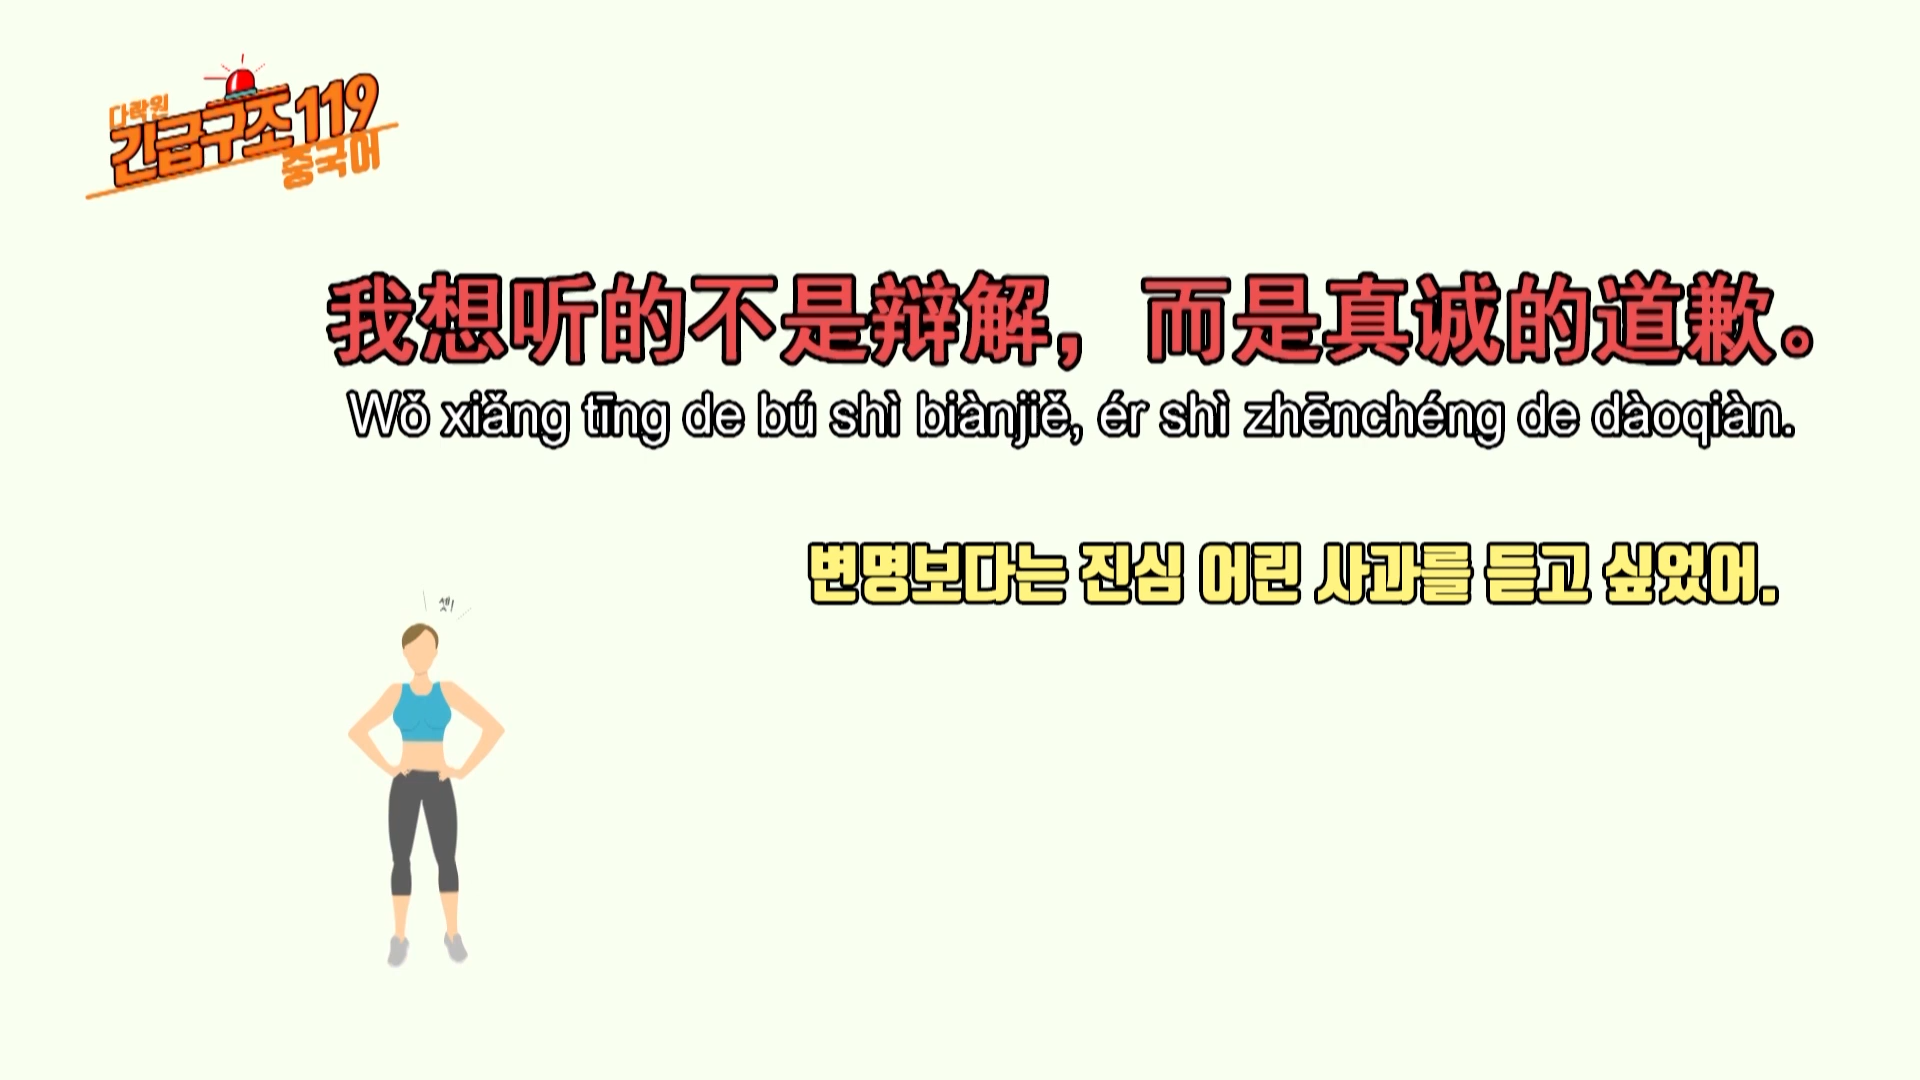 다락원
긴급구조119
중국어
我想听的不是辩解，而是真诚的道歉。
Wǒ xiǎng tīng de bú shì biànjiě, ér shì zhēnchéng de dàoqiàn.
변명보다는 진심 어린 사과를 듣고 싶었어.
셋!